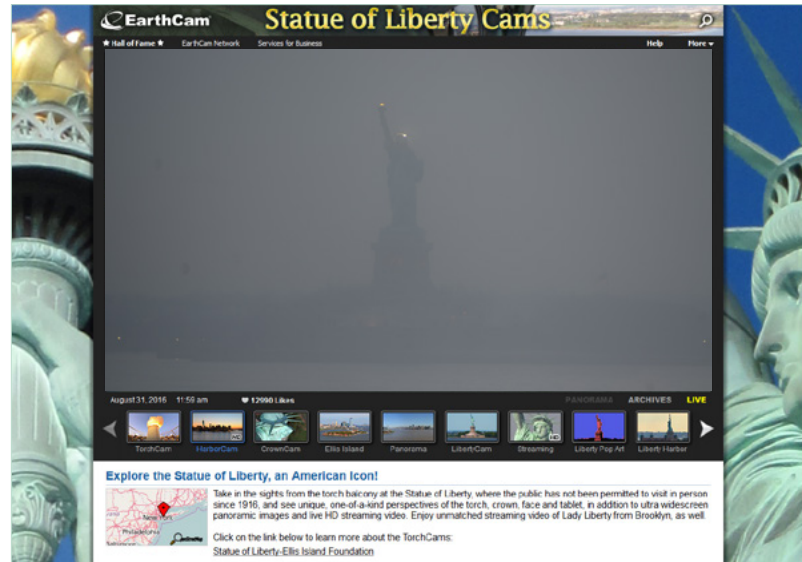 EarthCam
Statue of Liberty Cams
★ Hall of Fame ★ EarthCam Network Services for Business Help More
August 31, 2016 11:59 am ♥ 12990 Likes PANORAMA ARCHIVES LIVE
TorchCam HarborCam CrownCam Ellis Island Panorama LibertyCam Streaming Liberty Pop Art Liberty Harbor
Explore the Statue of Liberty, an American Icon!
Take in the sights from the torch balcony at the Statue of Liberty, where the public has not been permitted to visit in person
since 1916, and see unique, one-of-a-kind perspectives of the torch, crown, face and tablet, in addition to ultra widescreen
panoramic images and live HD streaming video. Enjoy unmatched streaming video of Lady Liberty from Brooklyn, as well.
New York
Philadelphia
Click on the link below to learn more about the TorchCams:
Statue of Liberty-Ellis Island Foundation